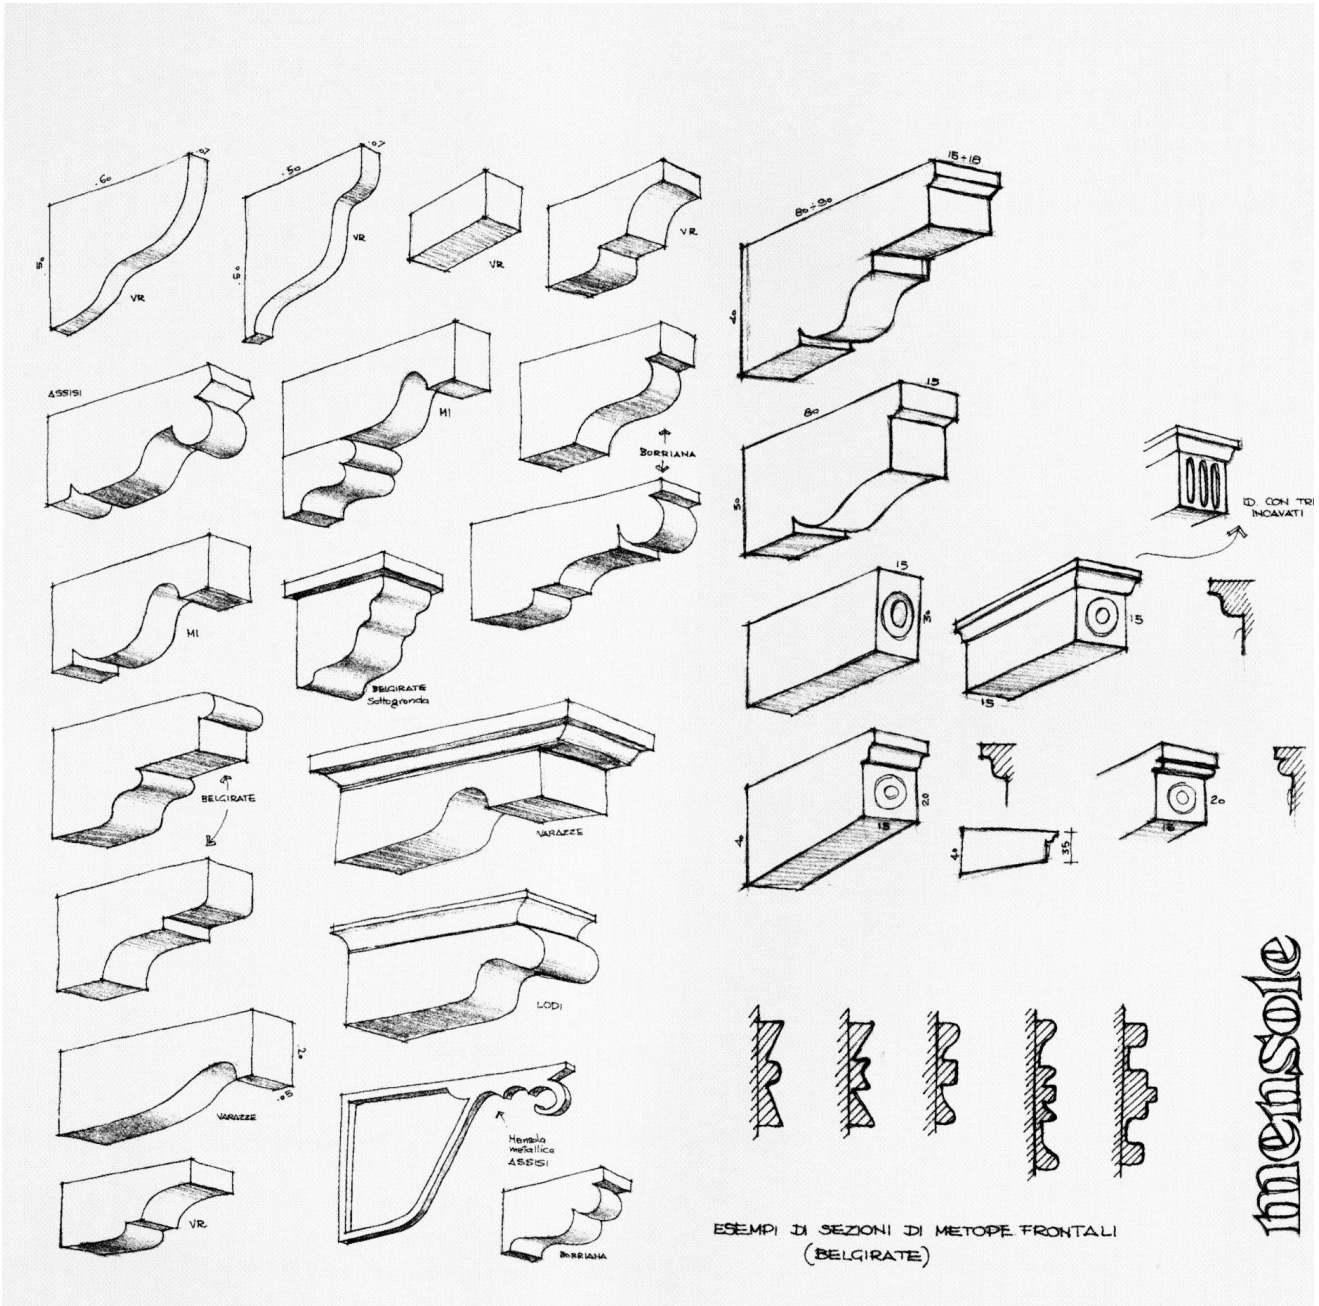 .60
.07
.50
VR
.50
.07
.50
VR
VR
VR
ASSISI
MI
BORRIANA
MI
BELGIRATE
Sottogronda
BELGIRATE
VARAZZE
LODI
.20
.05
VARAZZE
Mensola
metallica
ASSISI
VR
BORRIANA
15÷18
80÷90
40
15
80
30
ID. CON TRI
INCAVATI
15
30
15
15
20
15
40
40
35
20
15
mensole
ESEMPI DI SEZIONI DI METOPE FRONTALI
(BELGIRATE)